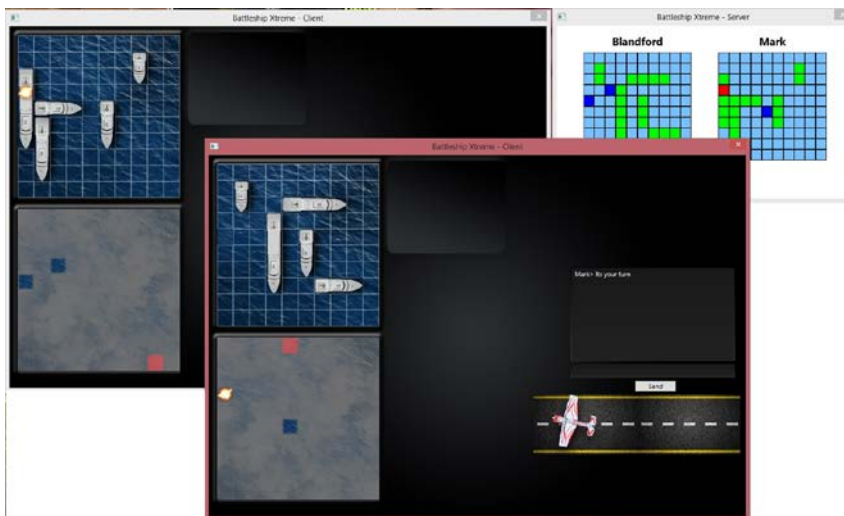 Battleship Xtreme - Client
Battleship Xtreme - Server
Blandford
Mark
Battleship Xtreme - Client
Mark> Its your turn
Send